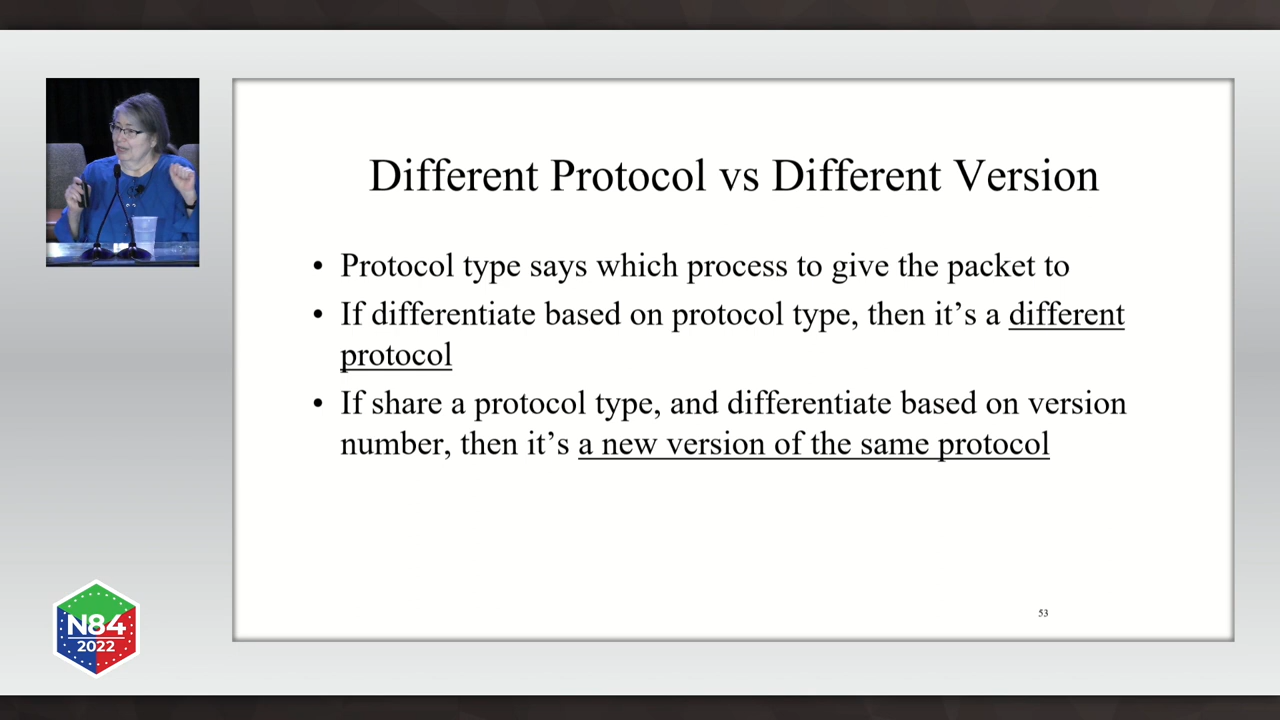 Different Protocol vs Different Version
• Protocol type says which process to give the packet to
• If differentiate based on protocol type, then it’s a different
protocol
• If share a protocol type, and differentiate based on version
number, then it’s a new version of the same protocol
53
N84
2022